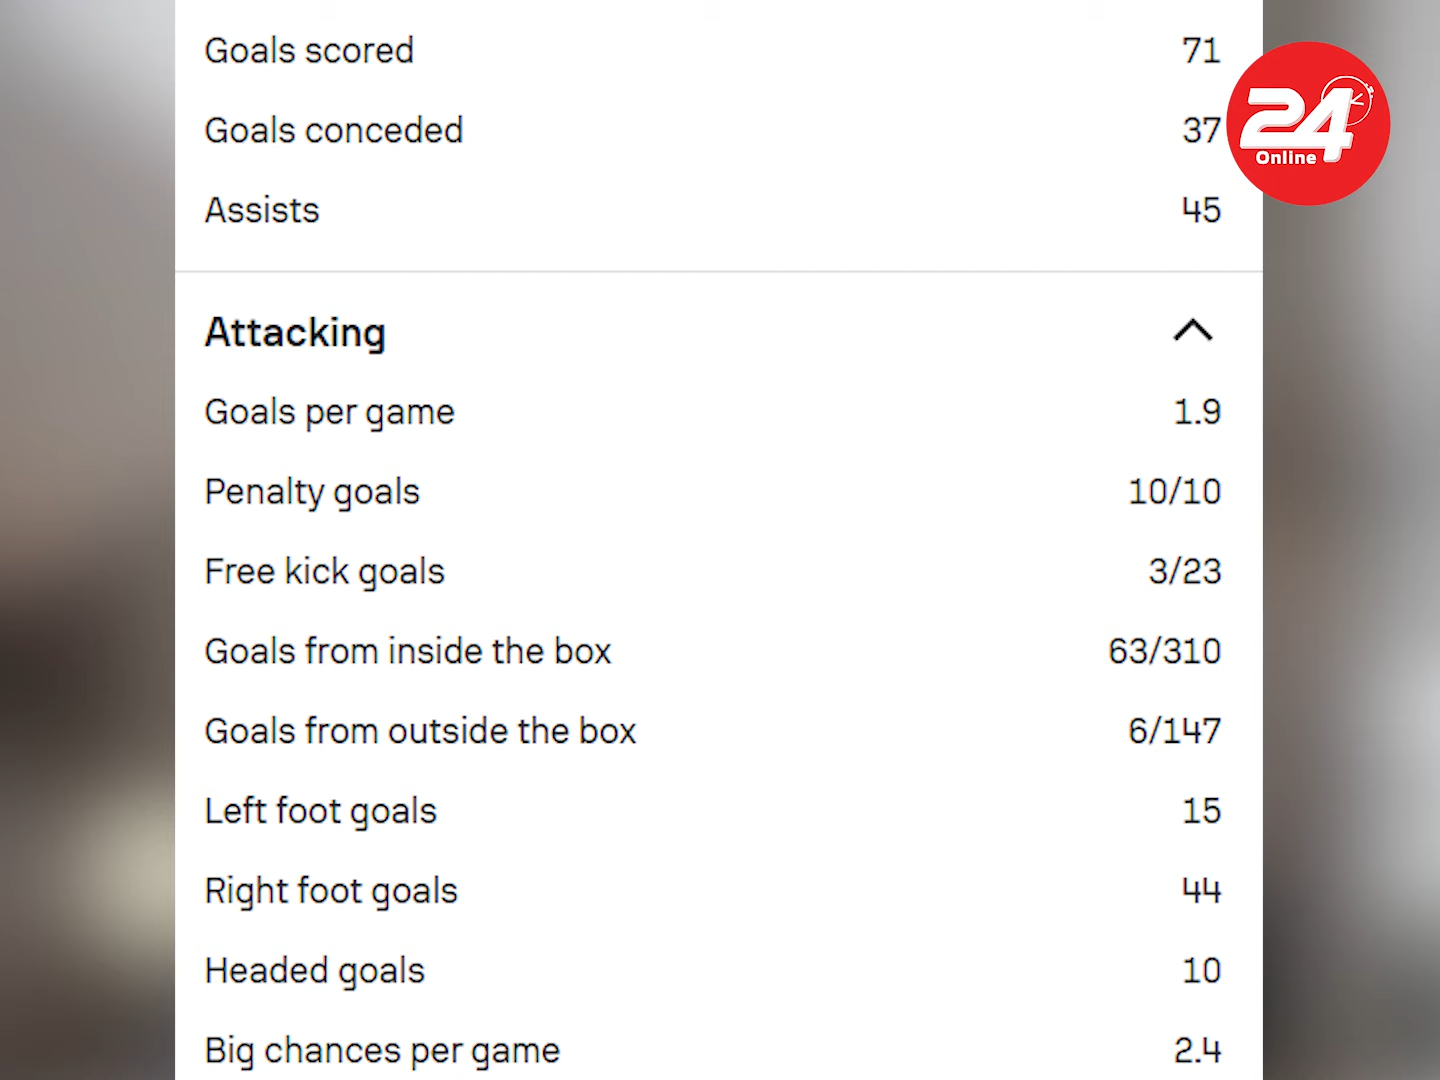 Goals scored 71
Goals conceded 37
Assists 45
Attacking
Goals per game 1.9
Penalty goals 10/10
Free kick goals 3/23
Goals from inside the box 63/310
Goals from outside the box 6/147
Left foot goals 15
Right foot goals 44
Headed goals 10
Big chances per game 2.4
24
Online